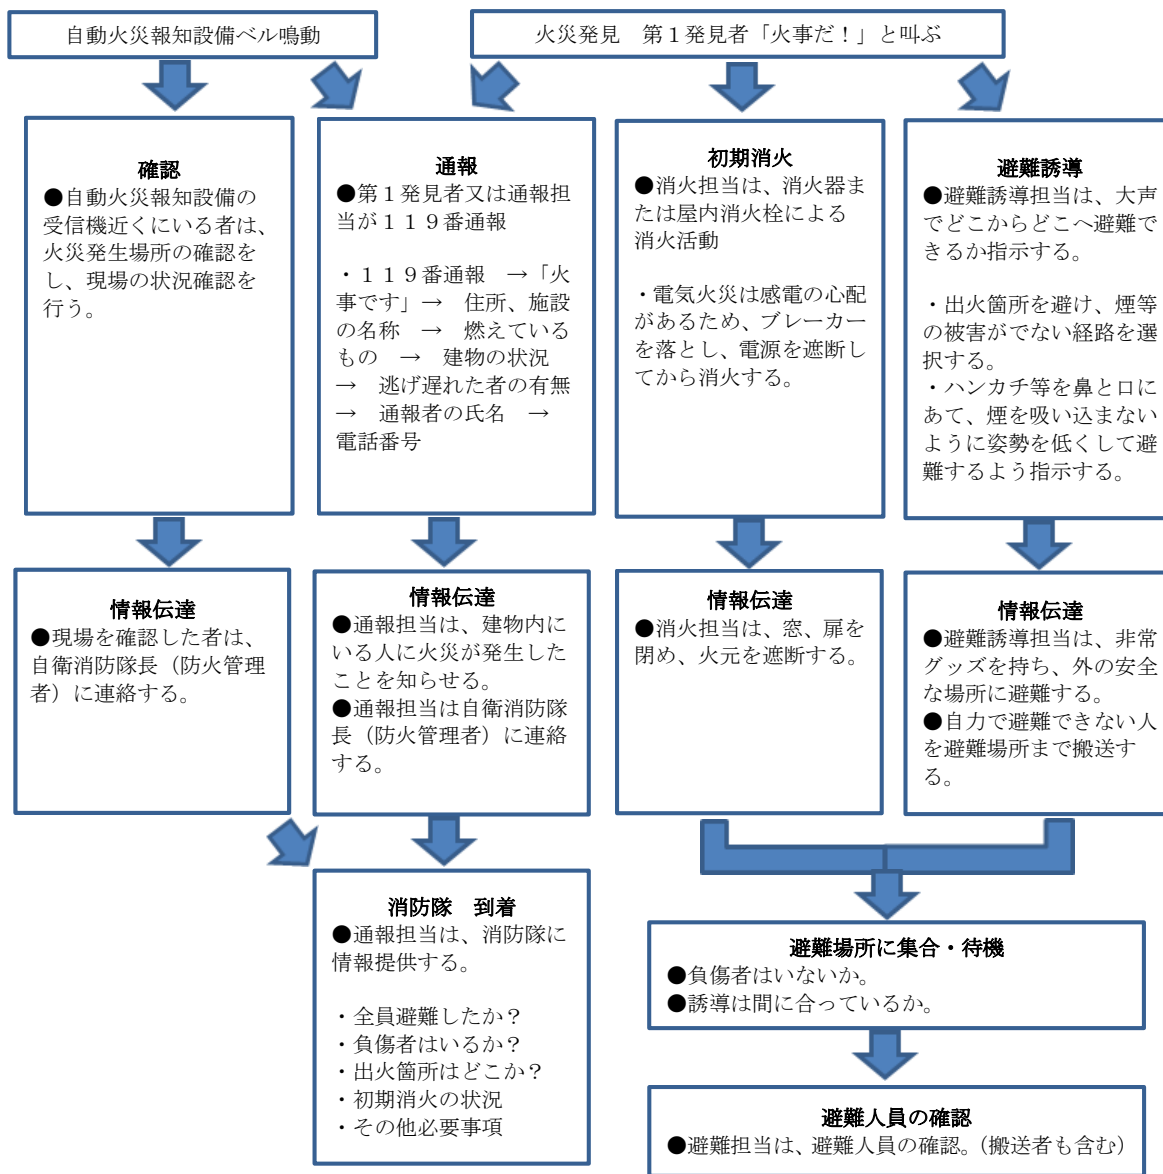 自動火災報知設備ベル鳴動
火災発見　第１発見者「火事だ！」と叫ぶ
確認
●自動火災報知設備の
受信機近くにいる者は、
火災発生場所の確認を
し、現場の状況確認を
行う。
通報
●第１発見者又は通報担
当が１１９番通報
・１１９番通報　→「火
事です」→　住所、施設
の名称　→　燃えている
もの　→　建物の状況
→　逃げ遅れた者の有無
→　通報者の氏名　→
電話番号
初期消火
●消火担当は、消火器ま
たは屋内消火栓による
消火活動
・電気火災は感電の心配
があるため、ブレーカー
を落とし、電源を遮断し
てから消火する。
避難誘導
●避難誘導担当は、大声
でどこからどこへ避難で
きるか指示する。
・出火箇所を避け、煙等
の被害がでない経路を選
択する。
・ハンカチ等を鼻と口に
あて、煙を吸い込まない
ように姿勢を低くして避
難するよう指示する。
情報伝達
●現場を確認した者は、
自衛消防隊長（防火管理
者）に連絡する。
情報伝達
●通報担当は、建物内に
いる人に火災が発生した
ことを知らせる。
●通報担当は自衛消防隊
長（防火管理者）に連絡
する。
情報伝達
●消火担当は、窓、扉を
閉め、火元を遮断する。
情報伝達
●避難誘導担当は、非常
グッズを持ち、外の安全
な場所に避難する。
●自力で避難できない人
を避難場所まで搬送す
る。
消防隊　到着
●通報担当は、消防隊に
情報提供する。
・全員避難したか？
・負傷者はいるか？
・出火箇所はどこか？
・初期消火の状況
・その他必要事項
避難場所に集合・待機
●負傷者はいないか。
●誘導は間に合っているか。
避難人員の確認
●避難担当は、避難人員の確認。（搬送者も含む）